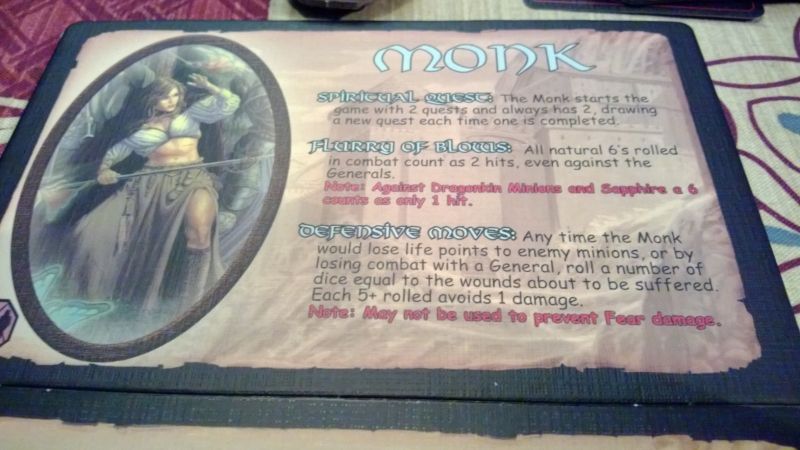 MONK
SPIRITUAL QUEST: The Monk starts the
game with 2 quests and always has 2, drawing
a new quest each time one is completed.
FLURRY OF BLOWS: All natural 6's rolled
in combat count as 2 hits, even against the
Generals.
Note: Against Dragonkin Minions and Sapphire a 6
counts as only 1 hit.
DEFENSIVE MOVES: Any time the Monk
would lose life points to enemy minions, or by
losing combat with a General, roll a number of
dice equal to the wounds about to be suffered.
Each 5+ rolled avoids 1 damage.
Note: May not be used to prevent Fear damage.